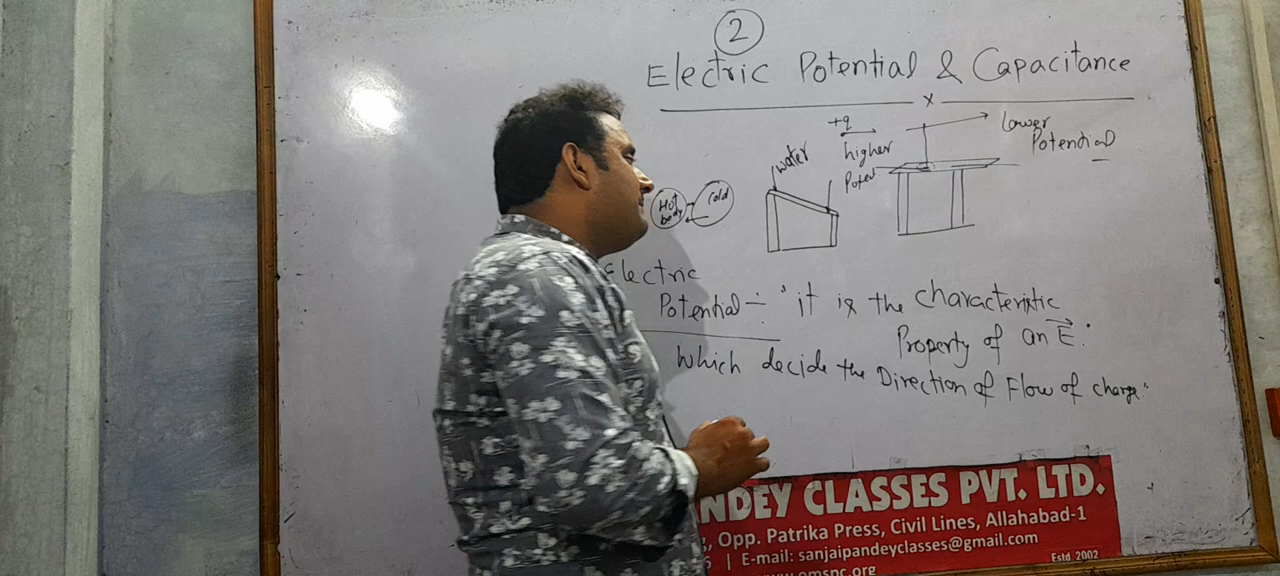 2
Electric Potential & Capacitance
x
+q
higher
Poten
lower
Potential
water
Hot
body
cold
Electric
Potential ÷ "it is the characteristic
Property of an E.
which decide the Direction of Flow of charge"
NDEY CLASSES PVT. LTD.
, Opp. Patrika Press, Civil Lines, Allahabad-1
| E-mail: sanjaipandeyclasses@gmail.com
Estd. 2002